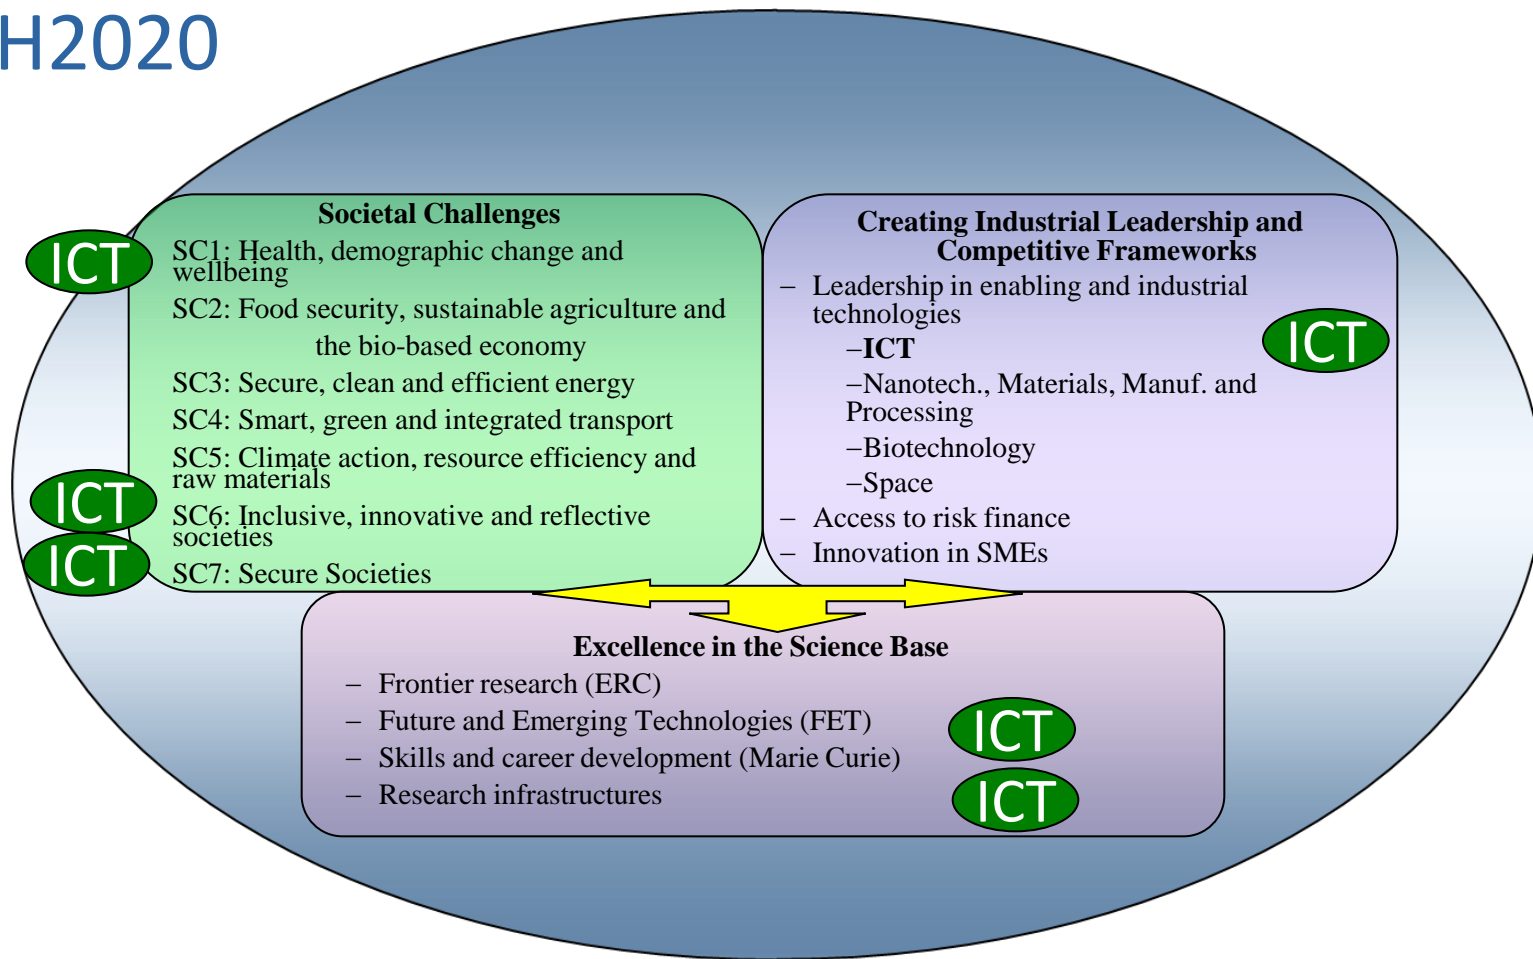 H2020
Societal Challenges
ICT
SC1: Health, demographic change and
wellbeing
SC2: Food security, sustainable agriculture and
the bio-based economy
SC3: Secure, clean and efficient energy
SC4: Smart, green and integrated transport
SC5: Climate action, resource efficiency and
raw materials
ICT
SC6: Inclusive, innovative and reflective
societies
ICT
SC7: Secure Societies
Creating Industrial Leadership and
Competitive Frameworks
– Leadership in enabling and industrial
technologies
ICT
–ICT
–Nanotech., Materials, Manuf. and
Processing
–Biotechnology
–Space
– Access to risk finance
– Innovation in SMEs
Excellence in the Science Base
– Frontier research (ERC)
– Future and Emerging Technologies (FET)
ICT
– Skills and career development (Marie Curie)
– Research infrastructures
ICT